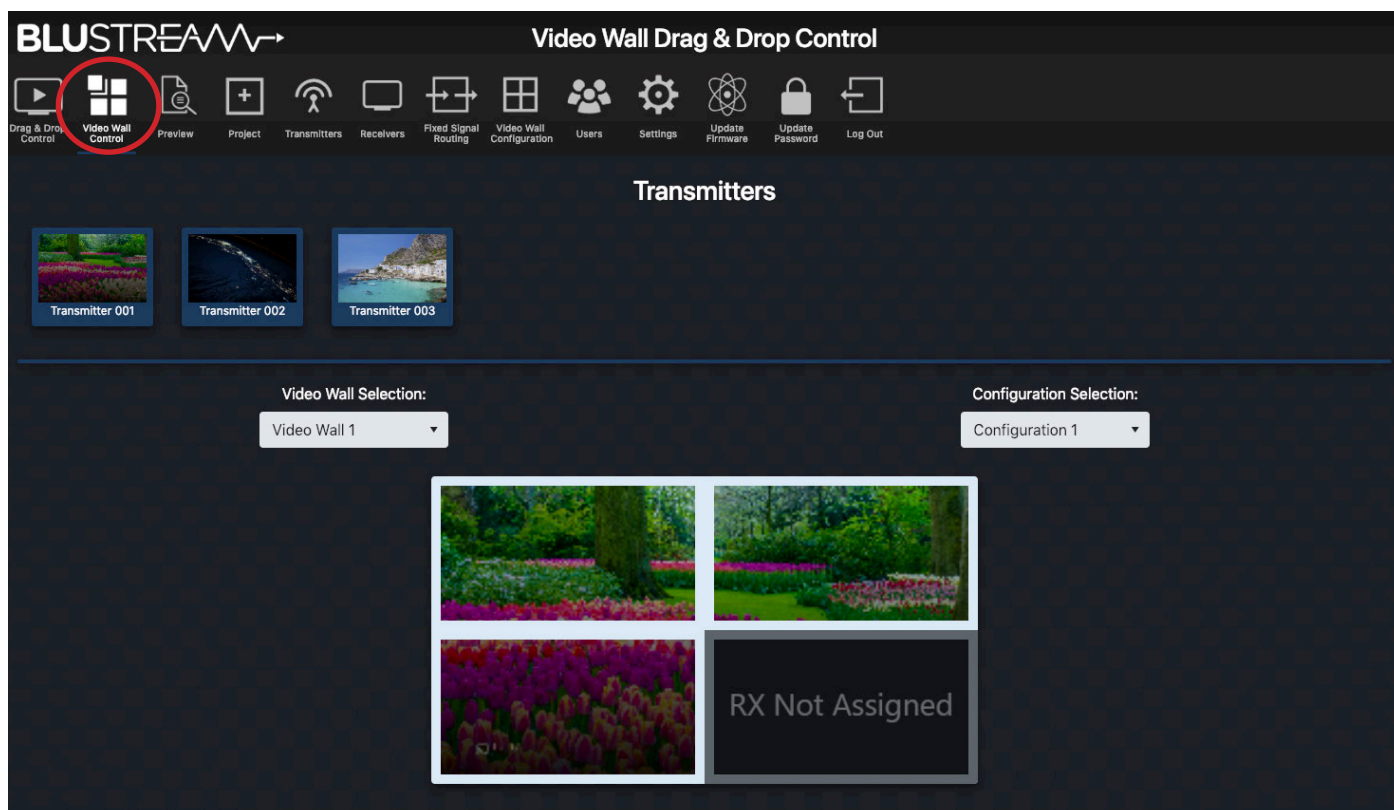 BLUSTREAM
Video Wall Drag & Drop Control
Drag & Drop
Control
Video Wall
Control
Preview
Project
Transmitters
Receivers
Fixed Signal
Routing
Video Wall
Configuration
Users
Settings
Update
Firmware
Update
Password
Log Out
Transmitters
Transmitter 001
Transmitter 002
Transmitter 003
Video Wall Selection:
Configuration Selection:
Video Wall 1
Configuration 1
RX Not Assigned